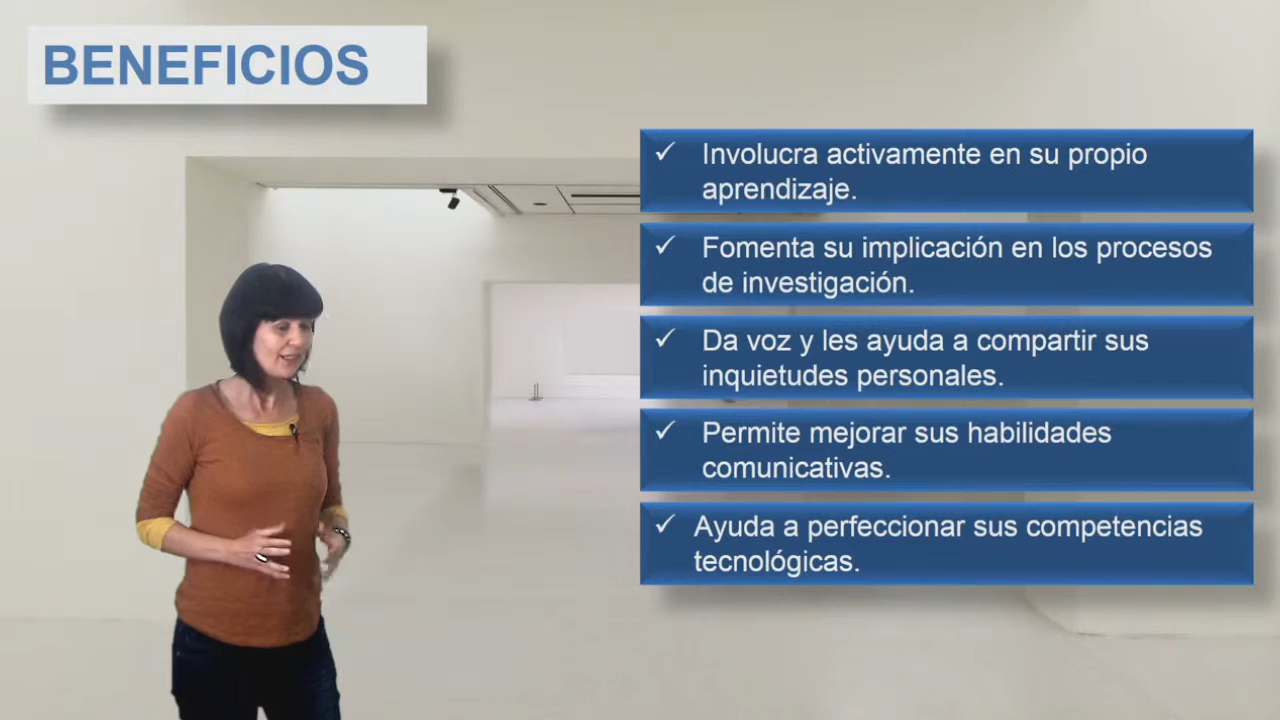 BENEFICIOS
✓ Involucra activamente en su propio
aprendizaje.
✓ Fomenta su implicación en los procesos
de investigación.
✓ Da voz y les ayuda a compartir sus
inquietudes personales.
✓ Permite mejorar sus habilidades
comunicativas.
✓ Ayuda a perfeccionar sus competencias
tecnológicas.